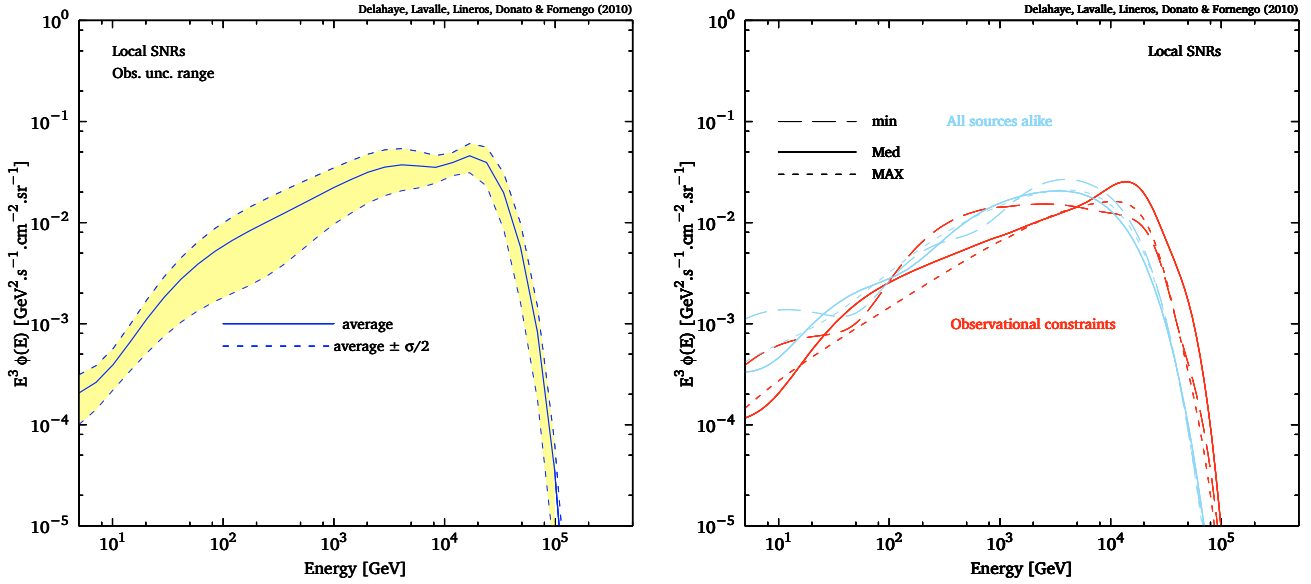 Delahaye, Lavalle, Lineros, Donato & Fornengo (2010)
Local SNRs
Obs. unc. range
average
average ± σ/2
10⁰
10⁻¹
10⁻²
10⁻³
10⁻⁴
10⁻⁵
E³ ϕ(E) [GeV².s⁻¹.cm⁻².sr⁻¹]
10¹ 10² 10³ 10⁴ 10⁵
Energy [GeV]
Delahaye, Lavalle, Lineros, Donato & Fornengo (2010)
Local SNRs
min All sources alike
Med
MAX
Observational constraints
10⁰
10⁻¹
10⁻²
10⁻³
10⁻⁴
10⁻⁵
E³ ϕ(E) [GeV².s⁻¹.cm⁻².sr⁻¹]
10¹ 10² 10³ 10⁴ 10⁵
Energy [GeV]